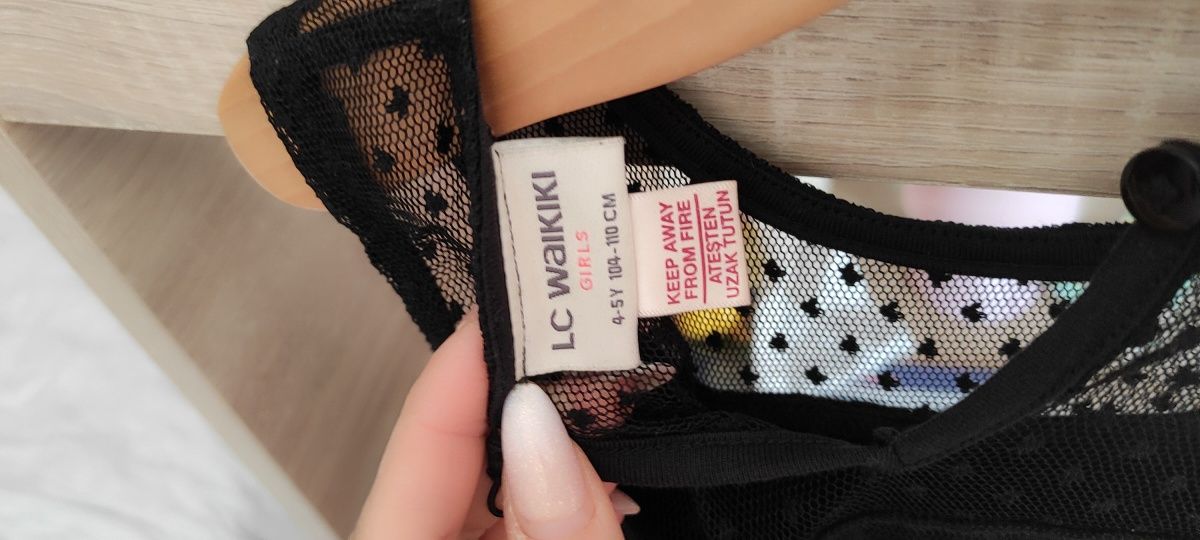 LC WAIKIKI
GIRLS
4-5Y 104-110 CM
KEEP AWAY
FROM FIRE
ATEŞTEN
UZAK TUTUN